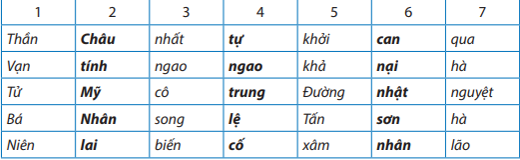 1 2 3 4 5 6 7
Thần Châu nhất tự khởi can qua
Vạn tính ngao ngao khả nại hà
Tử Mỹ cô trung Đường nhật nguyệt
Bá Nhân song lệ Tấn sơn hà
Niên lai biến cố xâm nhân lão